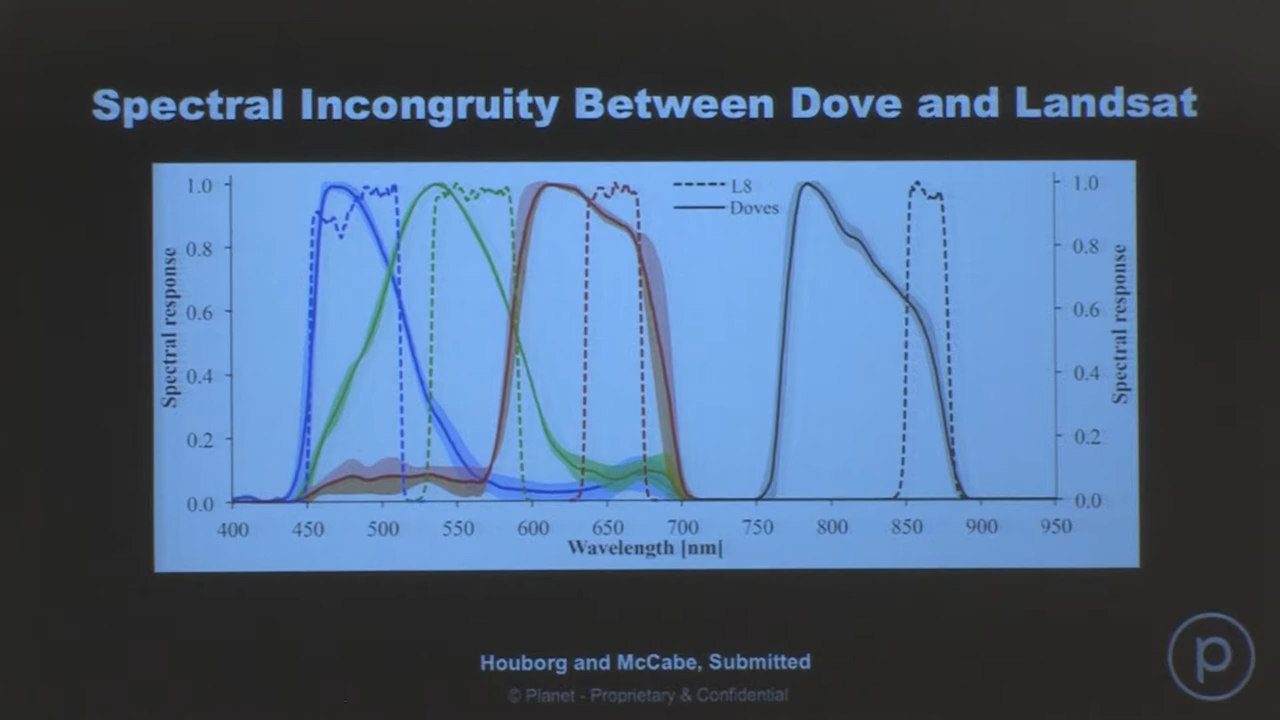 Spectral Incongruity Between Dove and Landsat
1.0
0.8
0.6
0.4
0.2
0.0
Spectral response
L8
Doves
1.0
0.8
0.6
0.4
0.2
0.0
Spectral response
400 450 500 550 600 650 700 750 800 850 900 950
Wavelength [nm[
Houborg and McCabe, Submitted
© Planet - Proprietary & Confidential
p